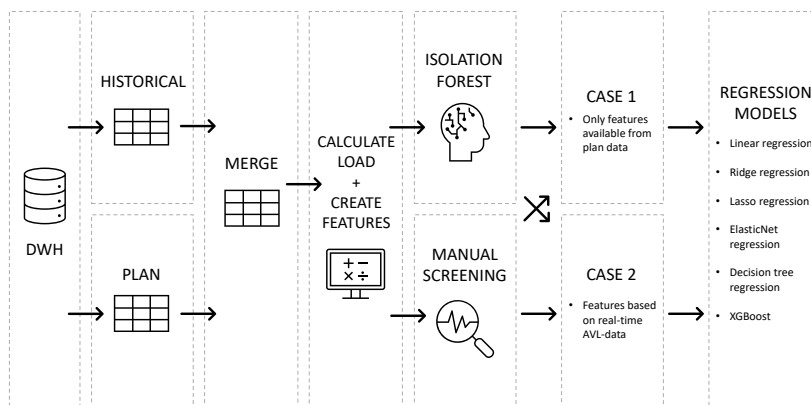 DWH
HISTORICAL
PLAN
MERGE
CALCULATE
LOAD
+
CREATE
FEATURES
+ −
× ÷
ISOLATION
FOREST
MANUAL
SCREENING
CASE 1
• Only features
available from
plan data
CASE 2
• Features based
on real-time
AVL-data
REGRESSION
MODELS
• Linear regression
• Ridge regression
• Lasso regression
• ElasticNet
regression
• Decision tree
regression
• XGBoost